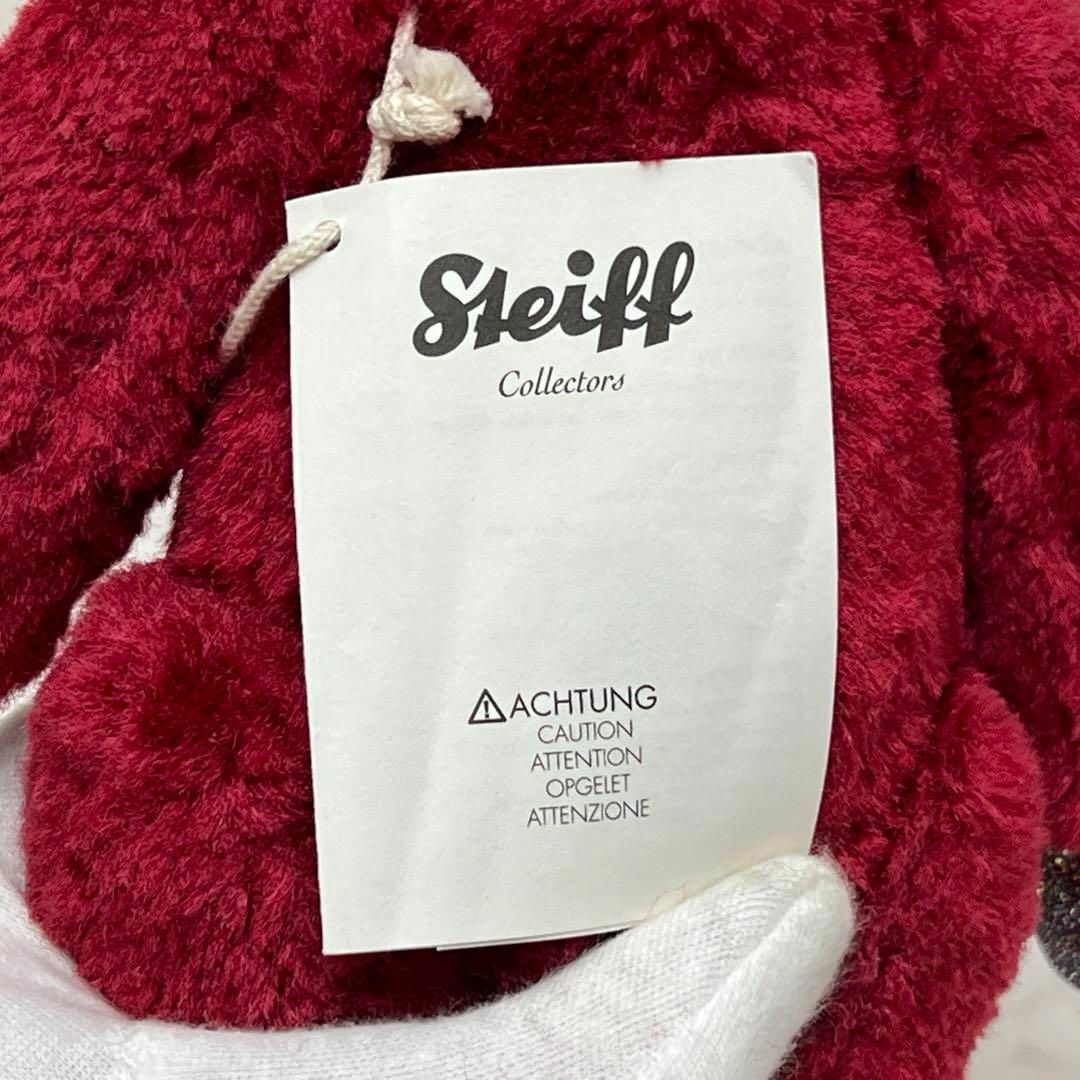 Steiff
Collectors
⚠ACHTUNG
CAUTION
ATTENTION
OPGELET
ATTENZIONE